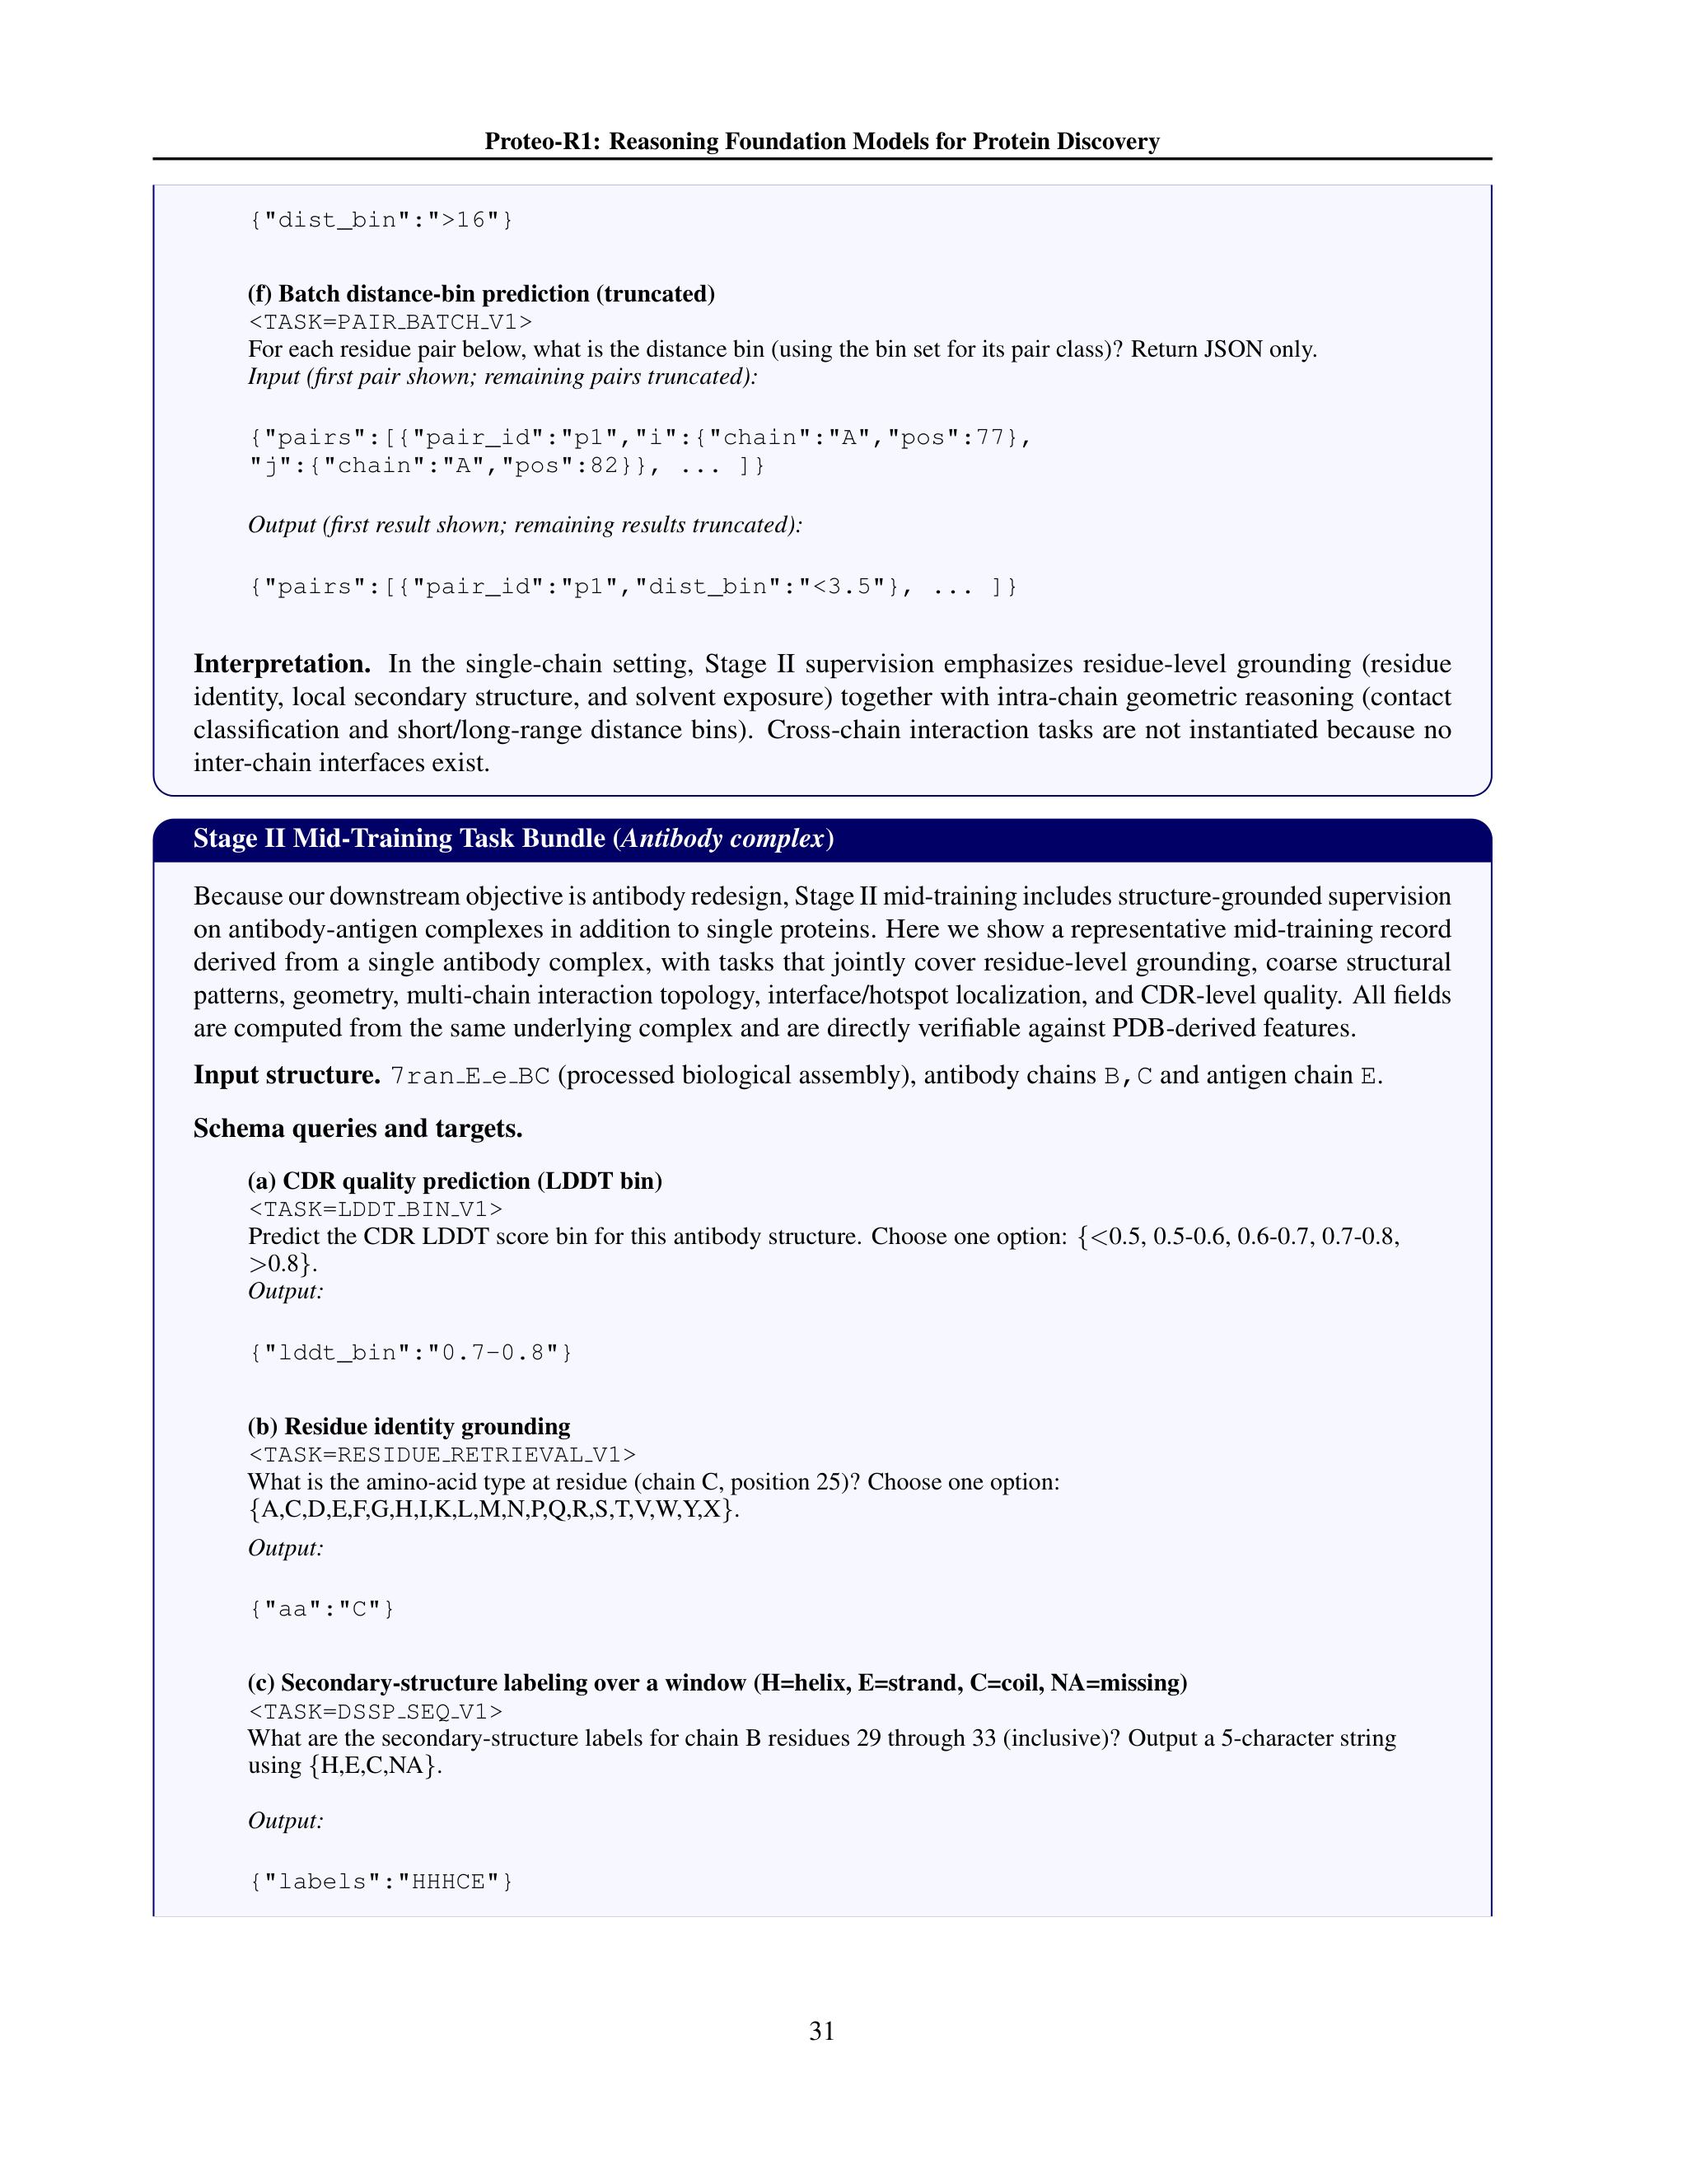 Proteo-R1: Reasoning Foundation Models for Protein Discovery
{"dist_bin":">16"}
(f) Batch distance-bin prediction (truncated)
<TASK=PAIR_BATCH_V1>
For each residue pair below, what is the distance bin (using the bin set for its pair class)? Return JSON only.
Input (first pair shown; remaining pairs truncated):
{"pairs":[{"pair_id":"p1","i":{"chain":"A","pos":77},
"j":{"chain":"A","pos":82}}, ... ]}
Output (first result shown; remaining results truncated):
{"pairs":[{"pair_id":"p1","dist_bin":"<3.5"}, ... ]}
Interpretation. In the single-chain setting, Stage II supervision emphasizes residue-level grounding (residue
identity, local secondary structure, and solvent exposure) together with intra-chain geometric reasoning (contact
classification and short/long-range distance bins). Cross-chain interaction tasks are not instantiated because no
inter-chain interfaces exist.
Stage II Mid-Training Task Bundle (Antibody complex)
Because our downstream objective is antibody redesign, Stage II mid-training includes structure-grounded supervision
on antibody-antigen complexes in addition to single proteins. Here we show a representative mid-training record
derived from a single antibody complex, with tasks that jointly cover residue-level grounding, coarse structural
patterns, geometry, multi-chain interaction topology, interface/hotspot localization, and CDR-level quality. All fields
are computed from the same underlying complex and are directly verifiable against PDB-derived features.
Input structure. 7ran_E_e_BC (processed biological assembly), antibody chains B,C and antigen chain E.
Schema queries and targets.
(a) CDR quality prediction (LDDT bin)
<TASK=LDDT_BIN_V1>
Predict the CDR LDDT score bin for this antibody structure. Choose one option: {<0.5, 0.5-0.6, 0.6-0.7, 0.7-0.8,
>0.8}.
Output:
{"lddt_bin":"0.7-0.8"}
(b) Residue identity grounding
<TASK=RESIDUE_RETRIEVAL_V1>
What is the amino-acid type at residue (chain C, position 25)? Choose one option:
{A,C,D,E,F,G,H,I,K,L,M,N,P,Q,R,S,T,V,W,Y,X}.
Output:
{"aa":"C"}
(c) Secondary-structure labeling over a window (H=helix, E=strand, C=coil, NA=missing)
<TASK=DSSP_SEQ_V1>
What are the secondary-structure labels for chain B residues 29 through 33 (inclusive)? Output a 5-character string
using {H,E,C,NA}.
Output:
{"labels":"HHHCE"}
31